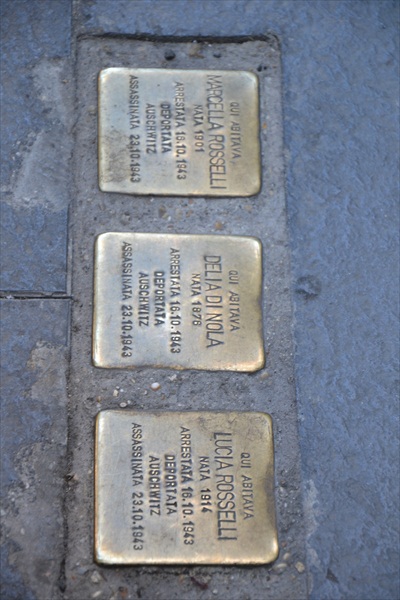 QUI ABITAVA
MARCELLA ROSSELLI
NATA 1901
ARRESTATA 16.10.1943
DEPORTATA
AUSCHWITZ
ASSASSINATA 23.10.1943
QUI ABITAVA
DELIA DI NOLA
NATA 1876
ARRESTATA 16.10.1943
DEPORTATA
AUSCHWITZ
ASSASSINATA 23.10.1943
QUI ABITAVA
LUCIA ROSSELLI
NATA 1914
ARRESTATA 16.10.1943
DEPORTATA
AUSCHWITZ
ASSASSINATA 23.10.1943